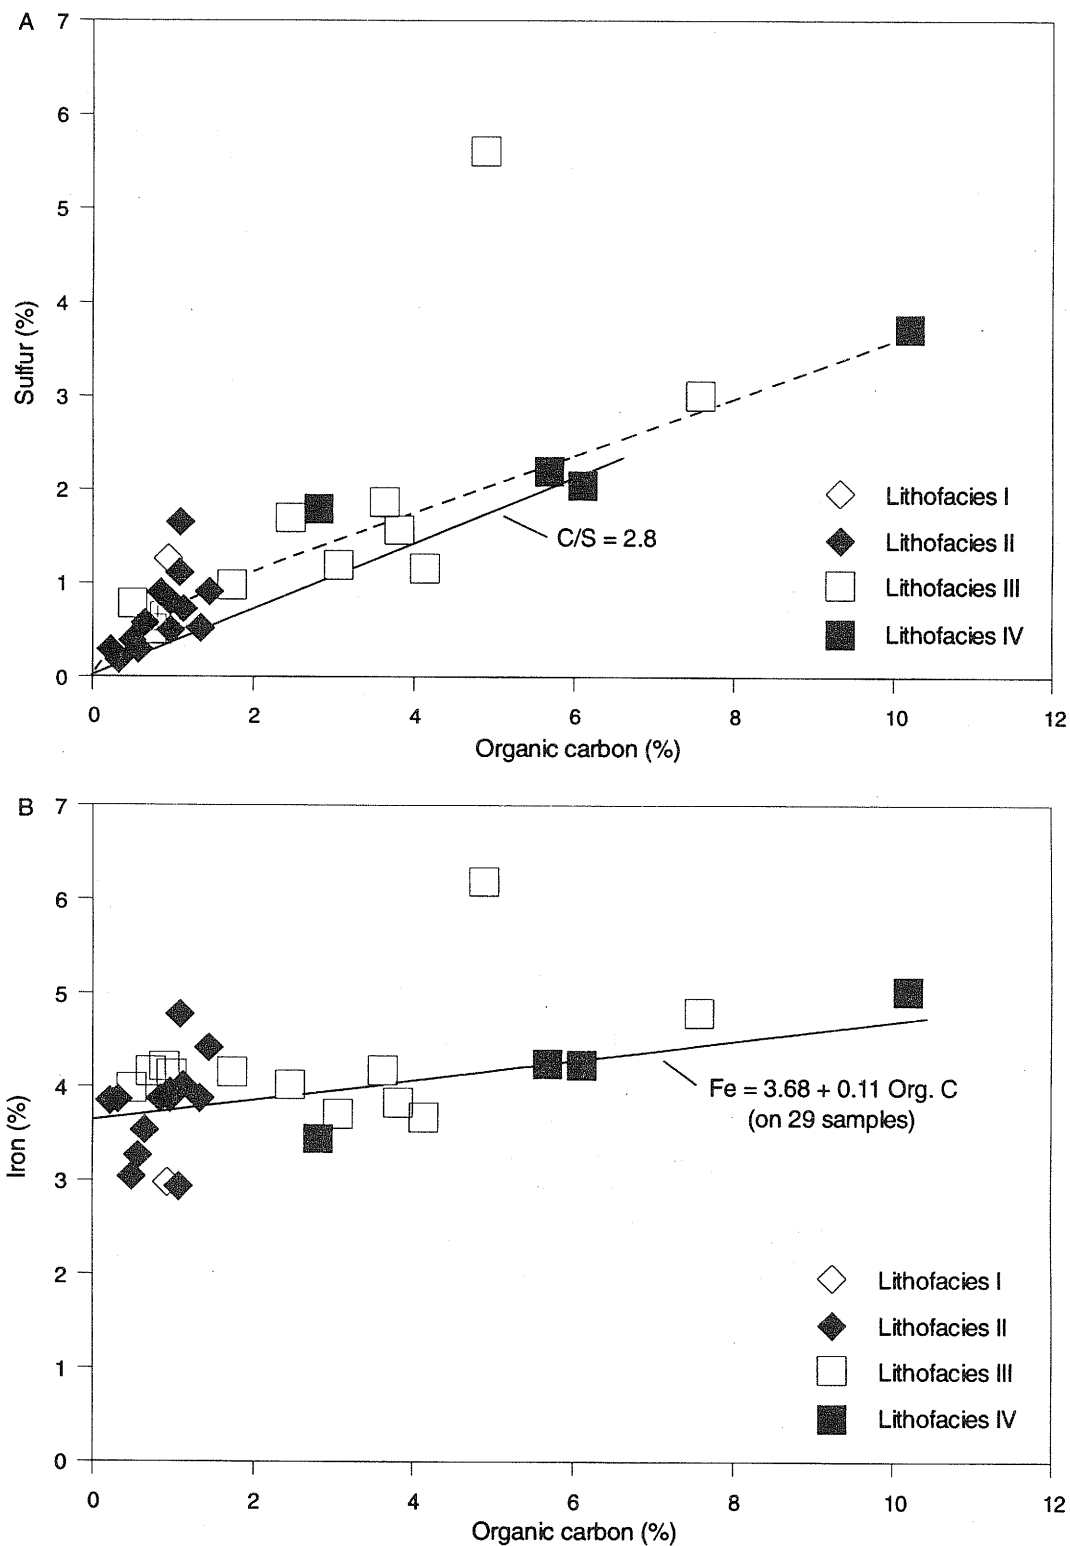 A
7
6
5
4
3
2
1
0
Sulfur (%)
C/S = 2.8
Lithofacies I
Lithofacies II
Lithofacies III
Lithofacies IV
0 2 4 6 8 10 12
Organic carbon (%)
B
7
6
5
4
3
2
1
0
Iron (%)
Fe = 3.68 + 0.11 Org. C
(on 29 samples)
Lithofacies I
Lithofacies II
Lithofacies III
Lithofacies IV
0 2 4 6 8 10 12
Organic carbon (%)